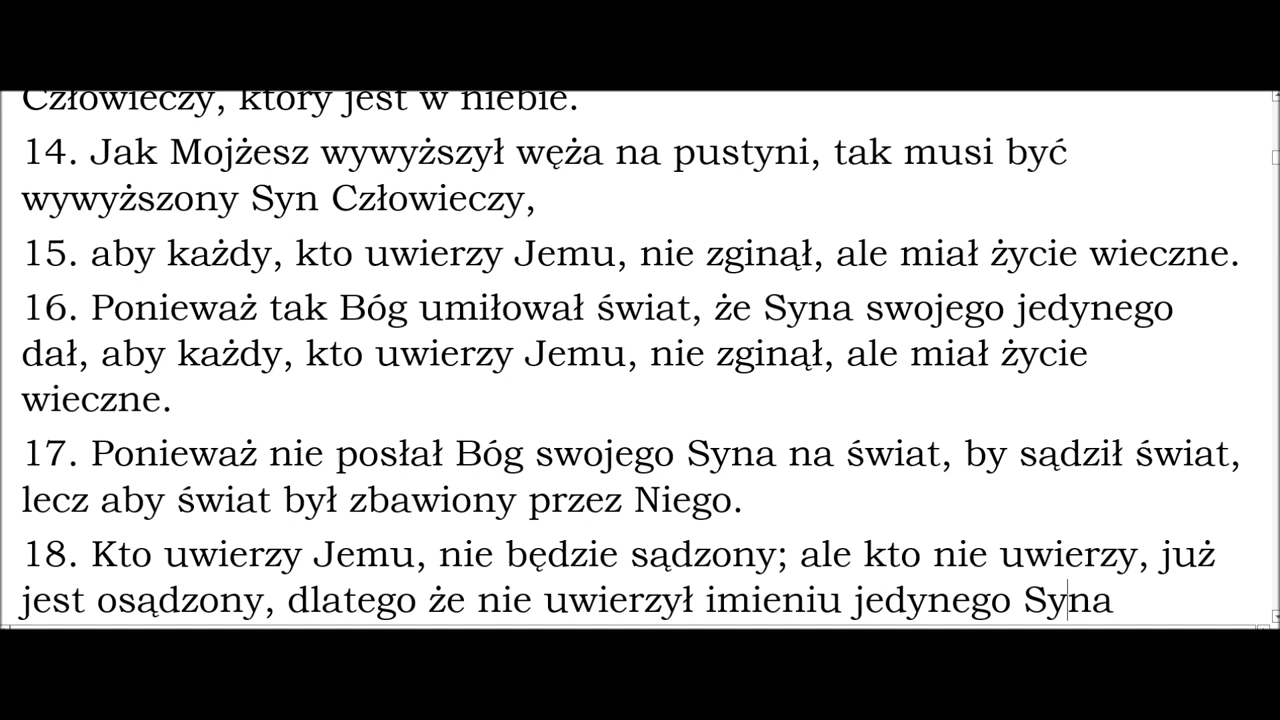 Człowieczy, który jest w niebie.
14. Jak Mojżesz wywyższył węża na pustyni, tak musi być
wywyższony Syn Człowieczy,
15. aby każdy, kto uwierzy Jemu, nie zginął, ale miał życie wieczne.
16. Ponieważ tak Bóg umiłował świat, że Syna swojego jedynego
dał, aby każdy, kto uwierzy Jemu, nie zginął, ale miał życie
wieczne.
17. Ponieważ nie posłał Bóg swojego Syna na świat, by sądził świat,
lecz aby świat był zbawiony przez Niego.
18. Kto uwierzy Jemu, nie będzie sądzony; ale kto nie uwierzy, już
jest osądzony, dlatego że nie uwierzył imieniu jedynego Syna